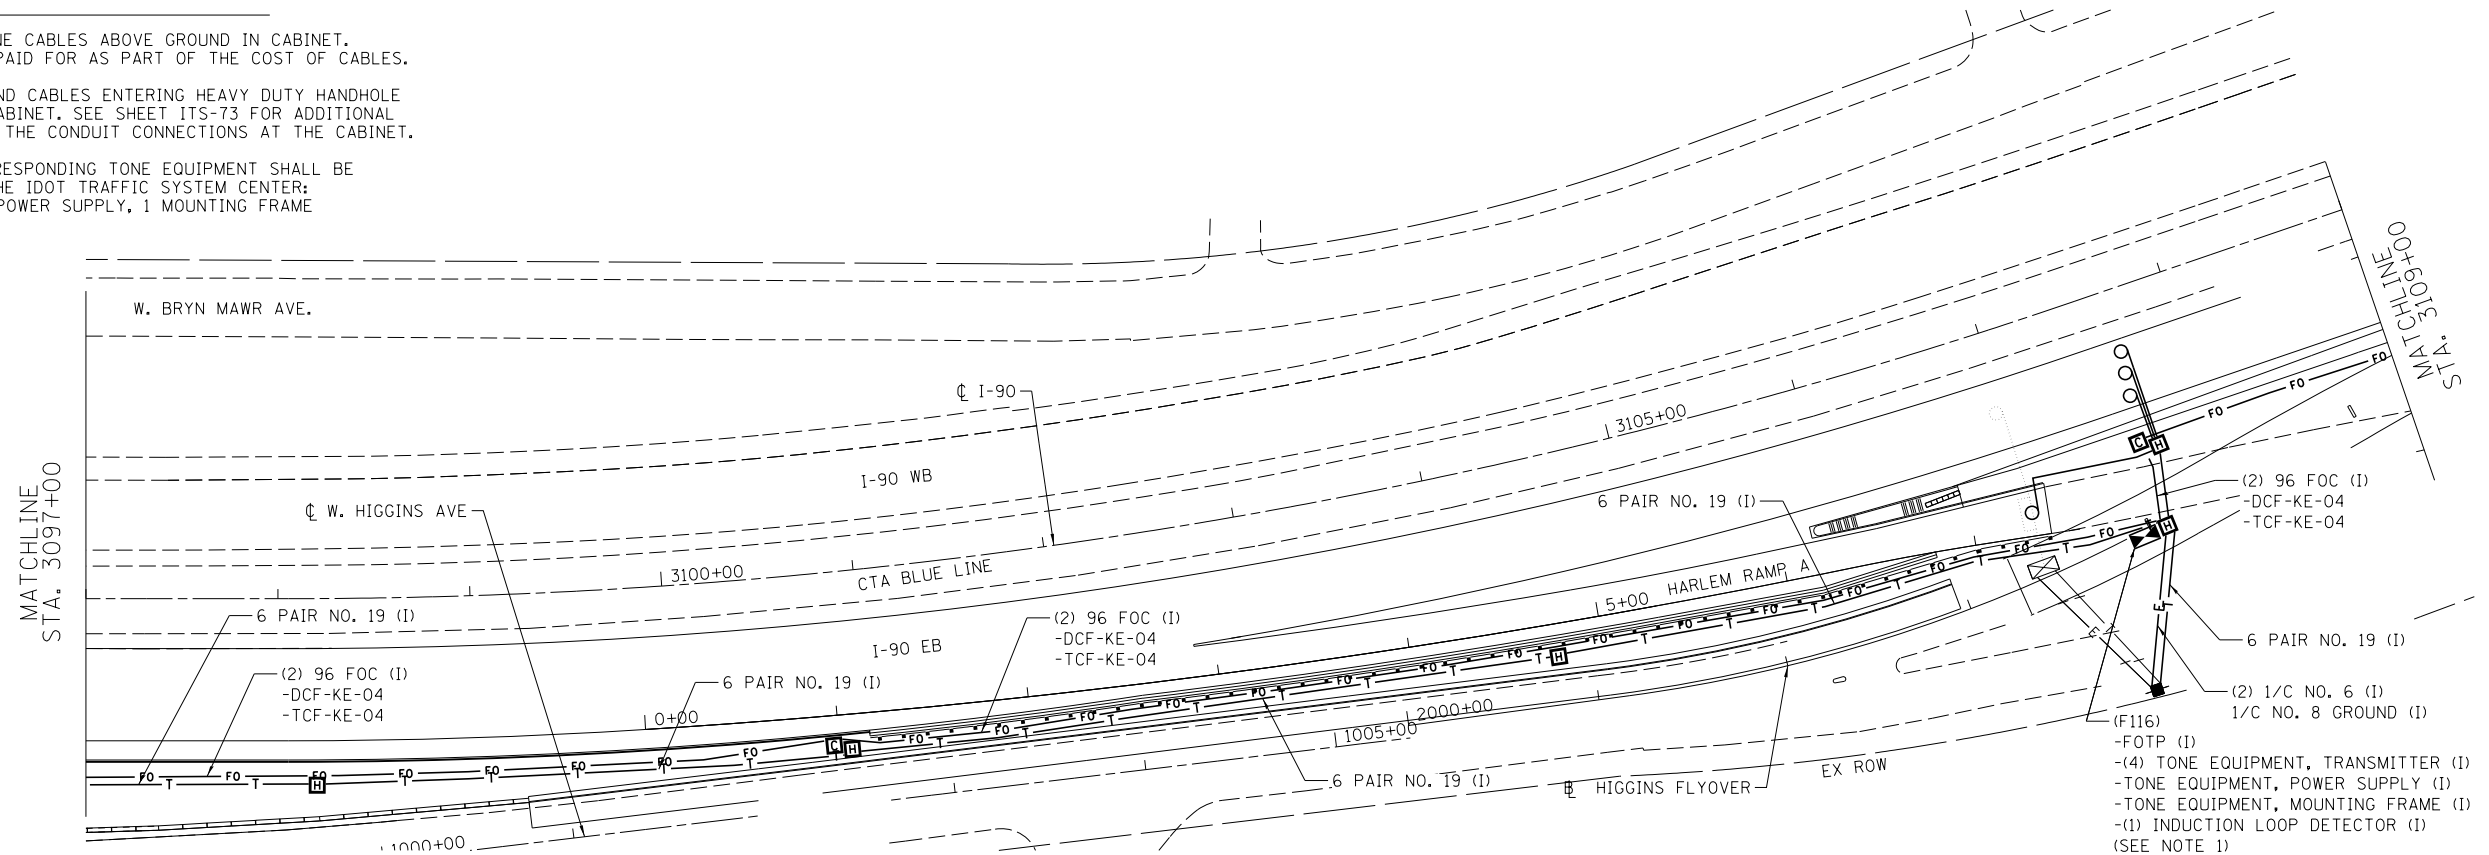 NE CABLES ABOVE GROUND IN CABINET.
PAID FOR AS PART OF THE COST OF CABLES.
ND CABLES ENTERING HEAVY DUTY HANDHOLE
ABINET. SEE SHEET ITS-73 FOR ADDITIONAL
THE CONDUIT CONNECTIONS AT THE CABINET.
RESPONDING TONE EQUIPMENT SHALL BE
HE IDOT TRAFFIC SYSTEM CENTER:
POWER SUPPLY, 1 MOUNTING FRAME
W. BRYN MAWR AVE.
MATCHLINE
STA. 3109+00
℄ I-90
3105+00
I-90 WB
℄ W. HIGGINS AVE
6 PAIR NO. 19 (I)
(2) 96 FOC (I)
-DCF-KE-04
-TCF-KE-04
MATCHLINE
STA. 3097+00
3100+00
CTA BLUE LINE
HARLEM RAMP A
5+00
6 PAIR NO. 19 (I)
(2) 96 FOC (I)
-DCF-KE-04
-TCF-KE-04
I-90 EB
6 PAIR NO. 19 (I)
(2) 96 FOC (I)
-DCF-KE-04
-TCF-KE-04
6 PAIR NO. 19 (I)
(2) 1/C NO. 6 (I)
1/C NO. 8 GROUND (I)
0+00
2000+00
1005+00
6 PAIR NO. 19 (I)
HIGGINS FLYOVER
EX ROW
(F116)
-FOTP (I)
-(4) TONE EQUIPMENT, TRANSMITTER (I)
-TONE EQUIPMENT, POWER SUPPLY (I)
-TONE EQUIPMENT, MOUNTING FRAME (I)
-(1) INDUCTION LOOP DETECTOR (I)
(SEE NOTE 1)
1000+00
FO FO FO FO FO FO FO FO
T T T T T T T T
C H H H C H H